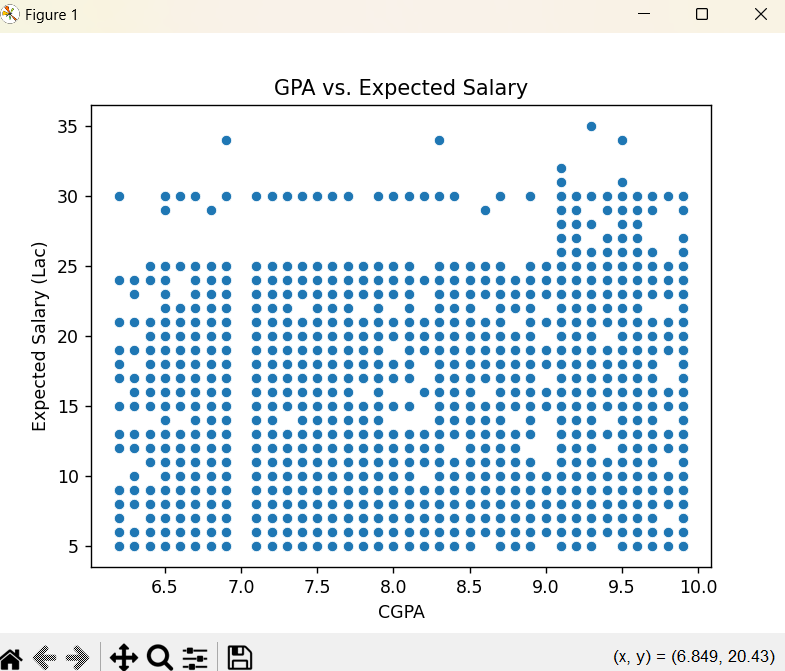 Figure 1
GPA vs. Expected Salary
35
30
25
20
15
10
5
Expected Salary (Lac)
6.5 7.0 7.5 8.0 8.5 9.0 9.5 10.0
CGPA
(x, y) = (6.849, 20.43)